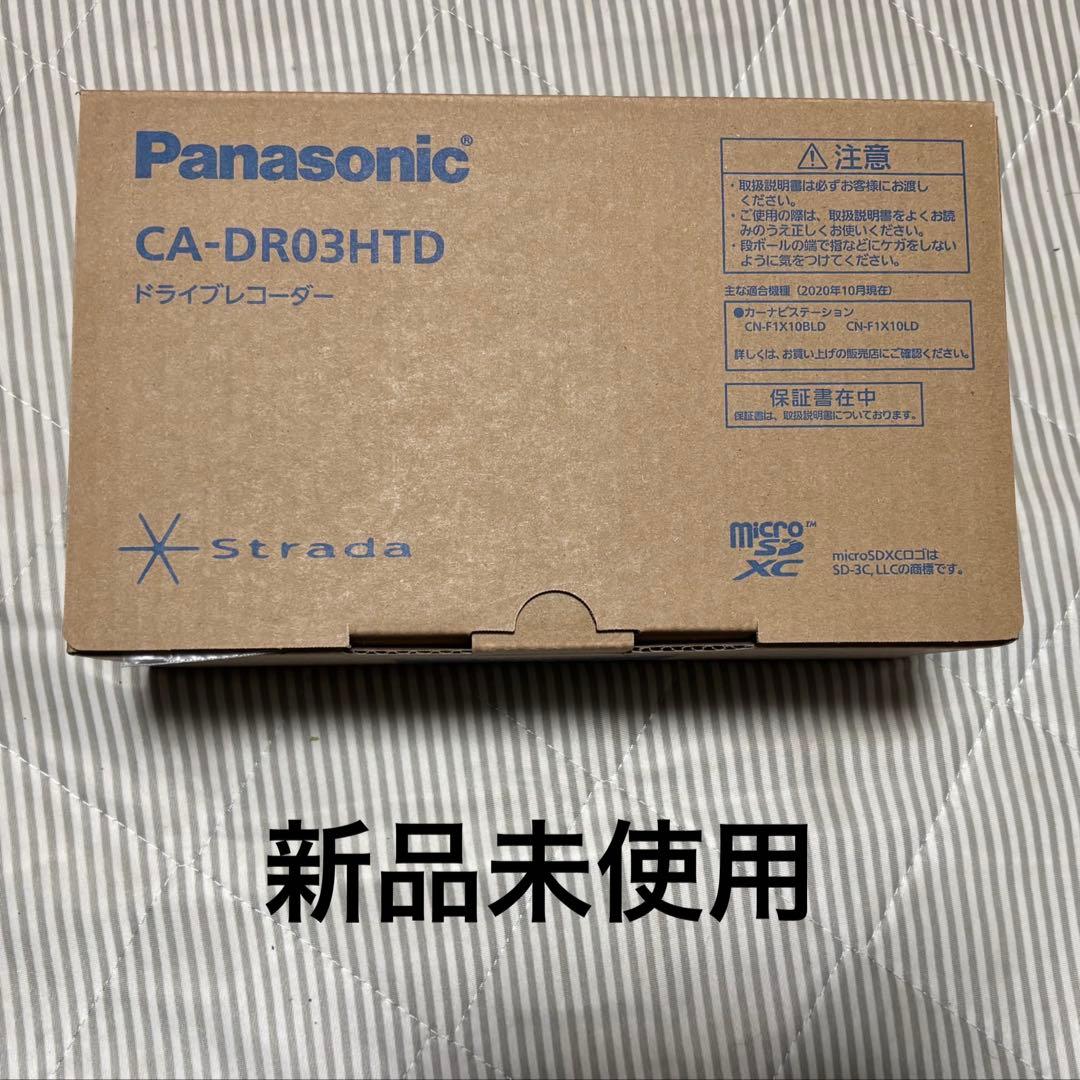 Panasonic®
CA-DR03HTD
ドライブレコーダー
⚠注意
・取扱説明書は必ずお客様にお渡し
ください。
・ご使用の際は、取扱説明書をよくお読
みのうえ正しくお使いください。
・段ボールの端で指などにケガをしない
ように気をつけてください。
主な適合機種（2020年10月現在）
●カーナビステーション
CN-F1X10BLD CN-F1X10LD
詳しくは、お買い上げの販売店にご確認ください。
保証書在中
保証書は、取扱説明書についております。
Strada
micro SD XC™
microSDXCロゴは
SD-3C, LLCの商標です。
新品未使用